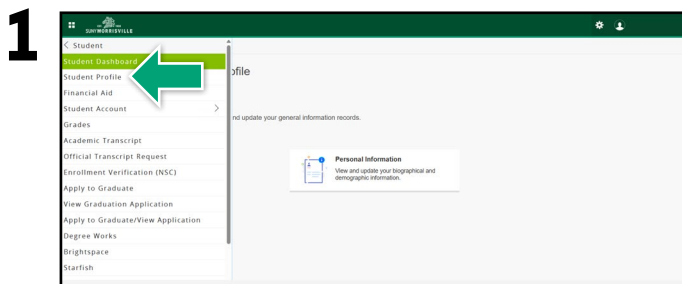 1
SUNY MORRISVILLE
< Student
Student Dashboard
ofile
Student Profile
Financial Aid
Student Account >
nd update your general information records.
Grades
Academic Transcript
Official Transcript Request
Personal Information
View and update your biographical and
demographic information.
Enrollment Verification (NSC)
Apply to Graduate
View Graduation Application
Apply to Graduate/View Application
Degree Works
Brightspace
Starfish